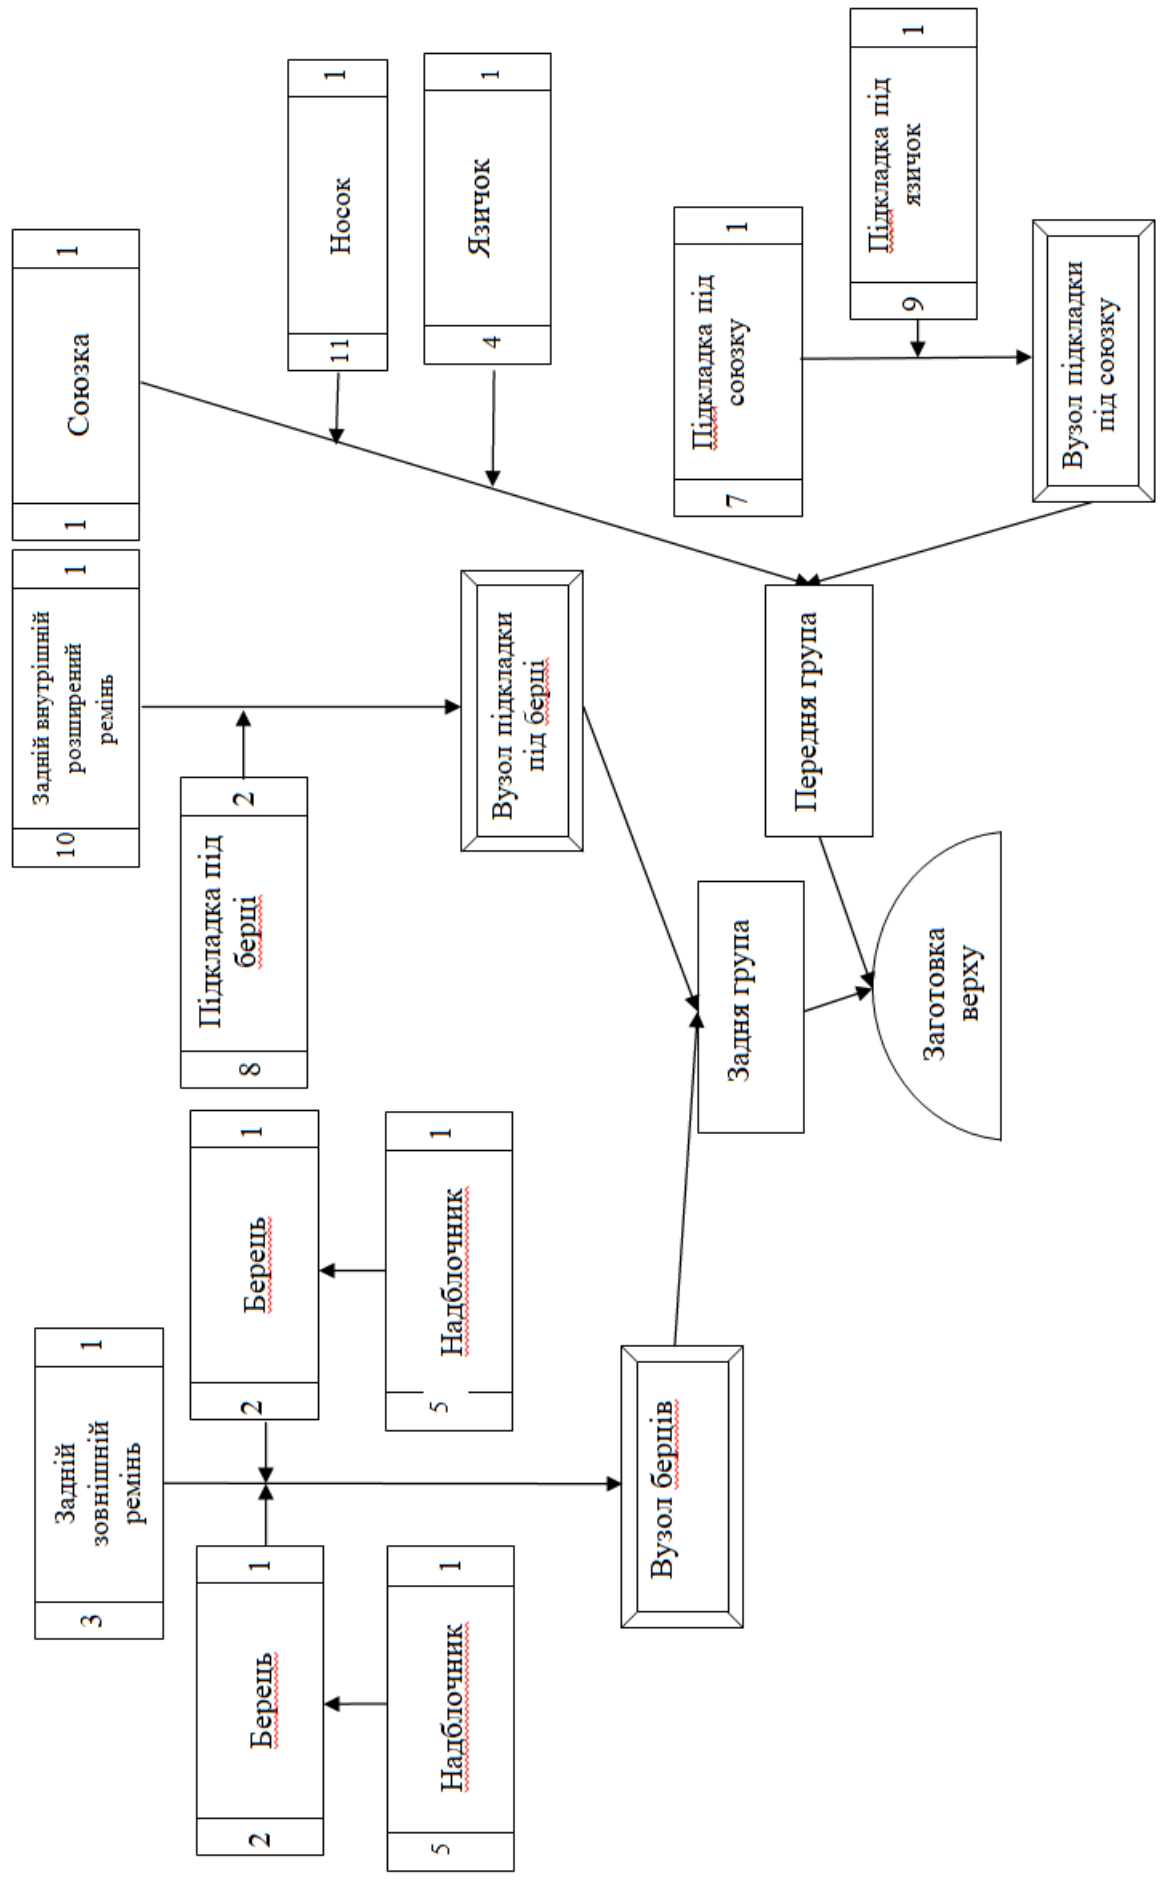 3
Задній
зовнішній
ремінь
1
10
Задній внутрішній
розширений
ремінь
1
1
Союзка
1
2
Берець
1
2
Берець
1
8
Підкладка під
берці
2
11
Носок
1
5
Надблочник
1
5
Надблочник
1
4
Язичок
1
Вузол підкладки
під берці
Вузол берців
7
Підкладка під
союзку
1
Задня група
Передня група
9
Підкладка під
язичок
1
Заготовка
верху
Вузол підкладки
під союзку